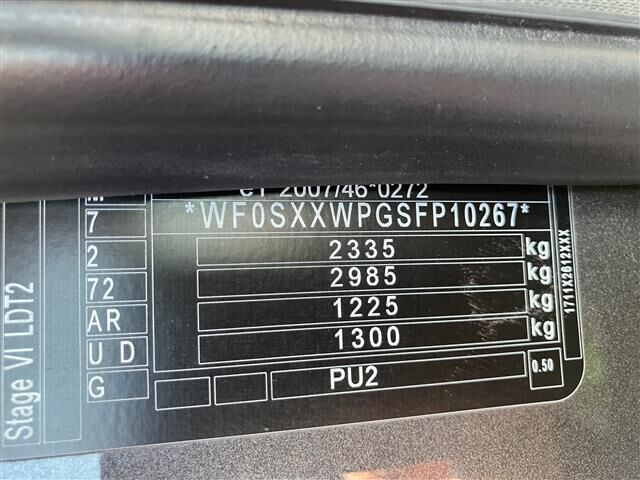 e1*2007/46*0272
*WF0SXXWPGSFP10267*
7
2 2335 kg
72 2985 kg
AR 1225 kg
U D 1300 kg
G PU2 0.50
Stage VI LDT2
1711X2612XXX